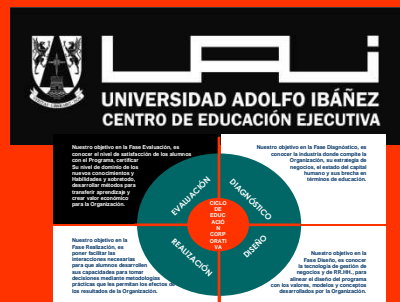 UNIVERSIDAD ADOLFO IBÁÑEZ
CENTRO DE EDUCACIÓN EJECUTIVA
Nuestro objetivo en la Fase Evaluación, es
conocer el nivel de satisfacción de los alumnos
con el Programa, certificar
Su nivel de dominio de los
nuevos conocimientos y
Habilidades y sobretodo,
desarrollar métodos para
transferir aprendizaje y
crear valor económico
para la Organización.
Nuestro objetivo en la Fase Diagnóstico, es
conocer la industria donde compite la
Organización, su estrategia de
negocios, el estado del capital
humano y sus brecha en
términos de educación.
EVALUACIÓN
DIAGNÓSTICO
CICLO
DE
EDUC
ACIÓ
N
CORP
ORATI
VA
REALIZACIÓN
DISEÑO
Nuestro objetivo en la
Fase Realización, es
poner facilitar las
interacciones necesarias
para que alumnos desarrollen
sus capacidades para tomar
decisiones mediante metodologías
prácticas que les permitan los efectos de
los resultados de la Organización.
Nuestro objetivo en la
Fase Diseño, es conocer
la tecnología de gestión de
negocios y de RR.HH., para
alinear el diseño del programa
con los valores, modelos y conceptos
desarrollados por la Organización.